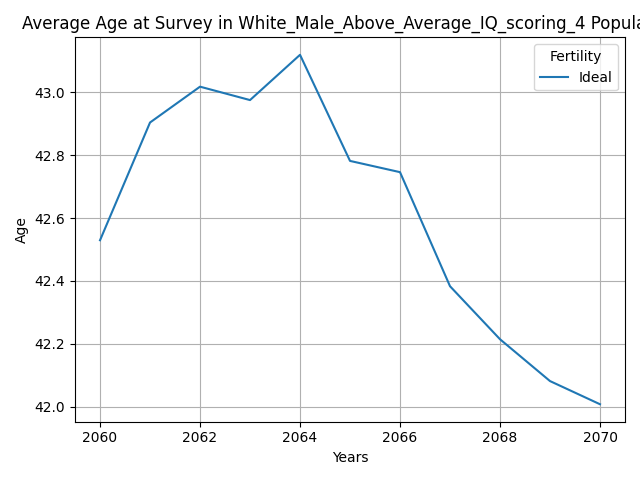 Average Age at Survey in White_Male_Above_Average_IQ_scoring_4 Popula
Fertility
Ideal
43.0
42.8
42.6
42.4
42.2
42.0
Age
2060 2062 2064 2066 2068 2070
Years